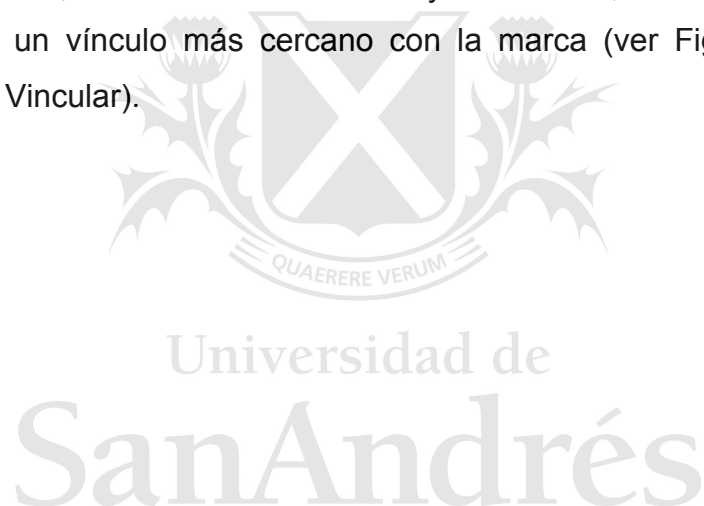 un vínculo más cercano con la marca (ver Fig
Vincular).
QUAERERE VERUM
Universidad de
SanAndrés